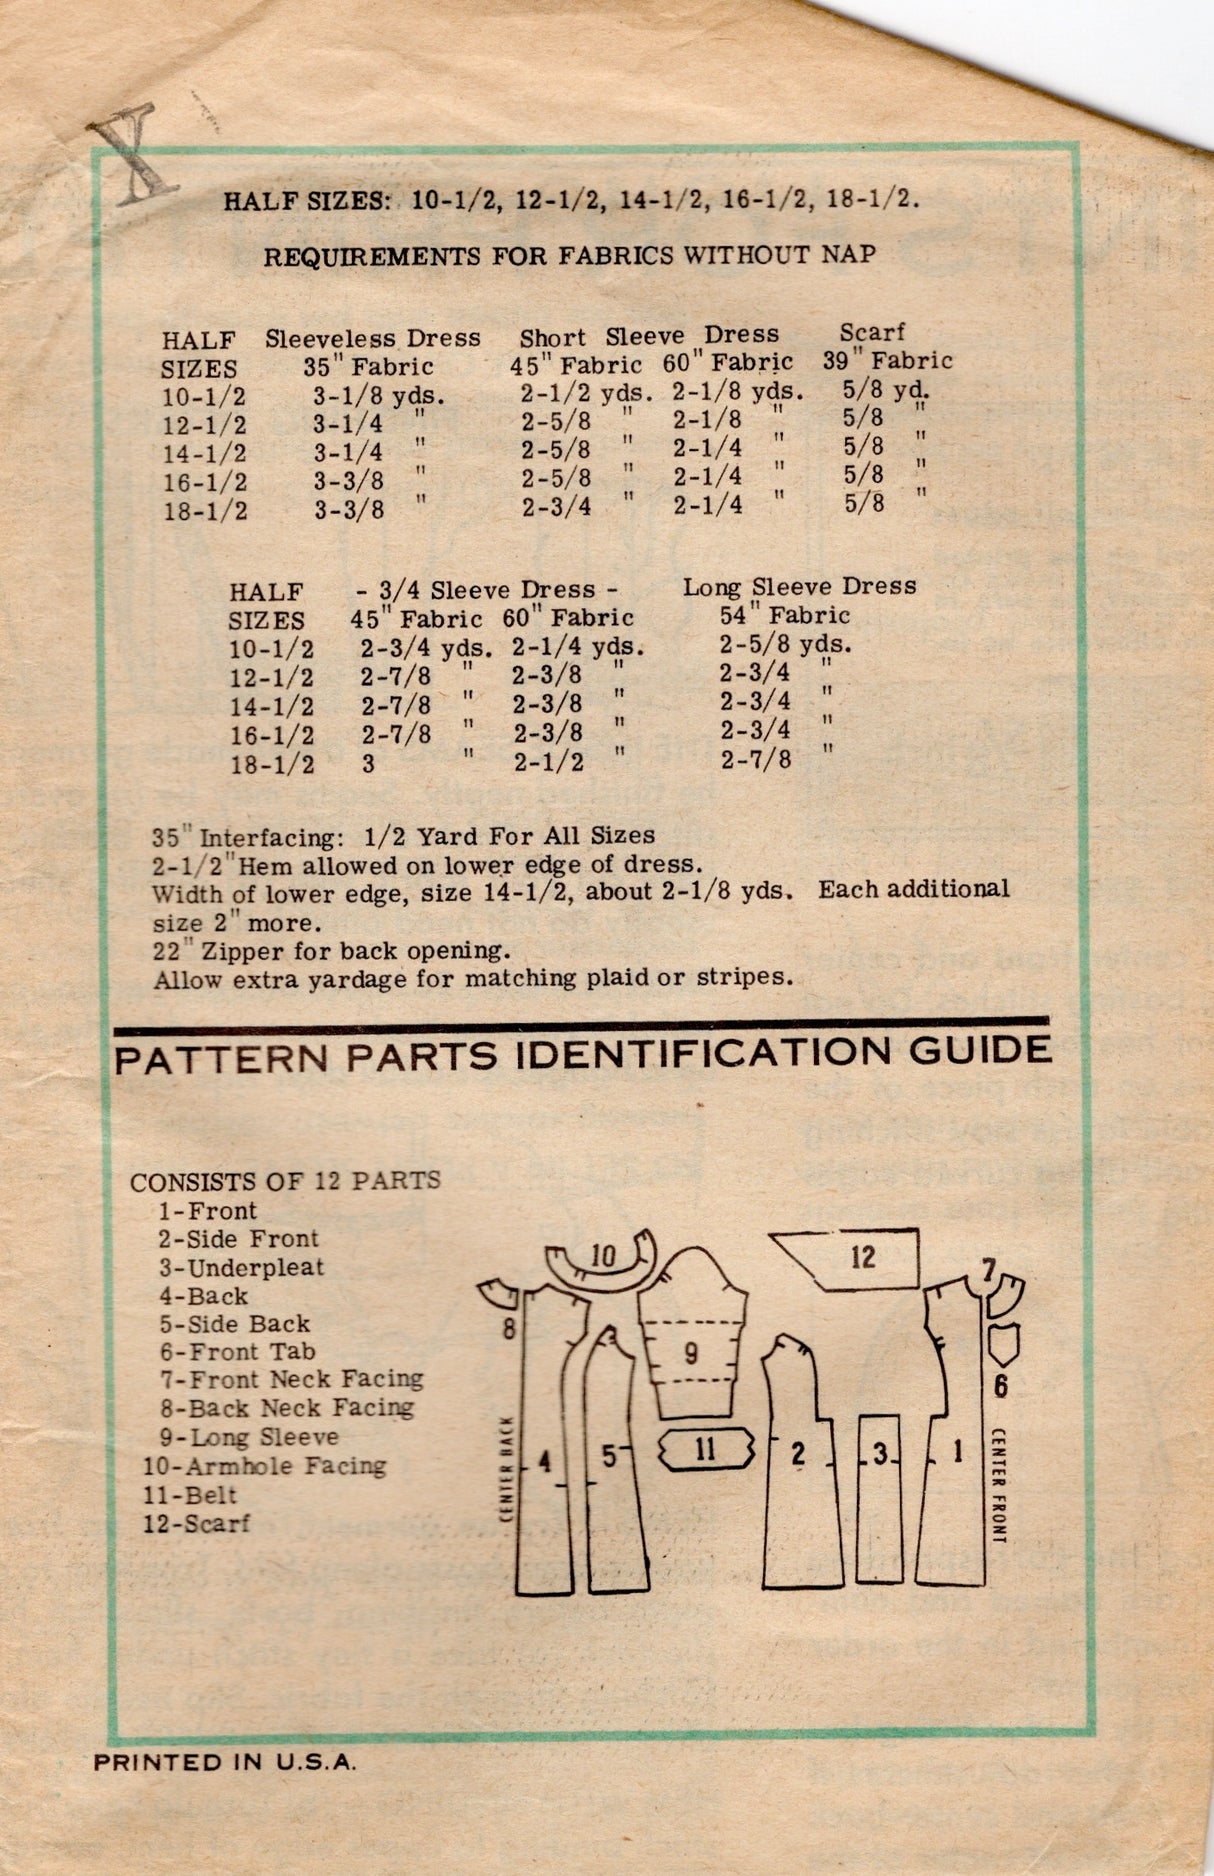 X
HALF SIZES: 10-1/2, 12-1/2, 14-1/2, 16-1/2, 18-1/2.
REQUIREMENTS FOR FABRICS WITHOUT NAP
HALF Sleeveless Dress Short Sleeve Dress Scarf
SIZES 35" Fabric 45" Fabric 60" Fabric 39" Fabric
10-1/2 3-1/8 yds. 2-1/2 yds. 2-1/8 yds. 5/8 yd.
12-1/2 3-1/4 " 2-5/8 " 2-1/8 " 5/8 "
14-1/2 3-1/4 " 2-5/8 " 2-1/4 " 5/8 "
16-1/2 3-3/8 " 2-5/8 " 2-1/4 " 5/8 "
18-1/2 3-3/8 " 2-3/4 " 2-1/4 " 5/8 "
HALF - 3/4 Sleeve Dress - Long Sleeve Dress
SIZES 45" Fabric 60" Fabric 54" Fabric
10-1/2 2-3/4 yds. 2-1/4 yds. 2-5/8 yds.
12-1/2 2-7/8 " 2-3/8 " 2-3/4 "
14-1/2 2-7/8 " 2-3/8 " 2-3/4 "
16-1/2 2-7/8 " 2-3/8 " 2-3/4 "
18-1/2 3 " 2-1/2 " 2-7/8 "
35" Interfacing: 1/2 Yard For All Sizes
2-1/2" Hem allowed on lower edge of dress.
Width of lower edge, size 14-1/2, about 2-1/8 yds. Each additional
size 2" more.
22" Zipper for back opening.
Allow extra yardage for matching plaid or stripes.
PATTERN PARTS IDENTIFICATION GUIDE
CONSISTS OF 12 PARTS
1-Front
2-Side Front
3-Underpleat
4-Back
5-Side Back
6-Front Tab
7-Front Neck Facing
8-Back Neck Facing
9-Long Sleeve
10-Armhole Facing
11-Belt
12-Scarf
10
12
7
8
9
6
4
5
11
2
3
1
CENTER BACK
CENTER FRONT
PRINTED IN U.S.A.